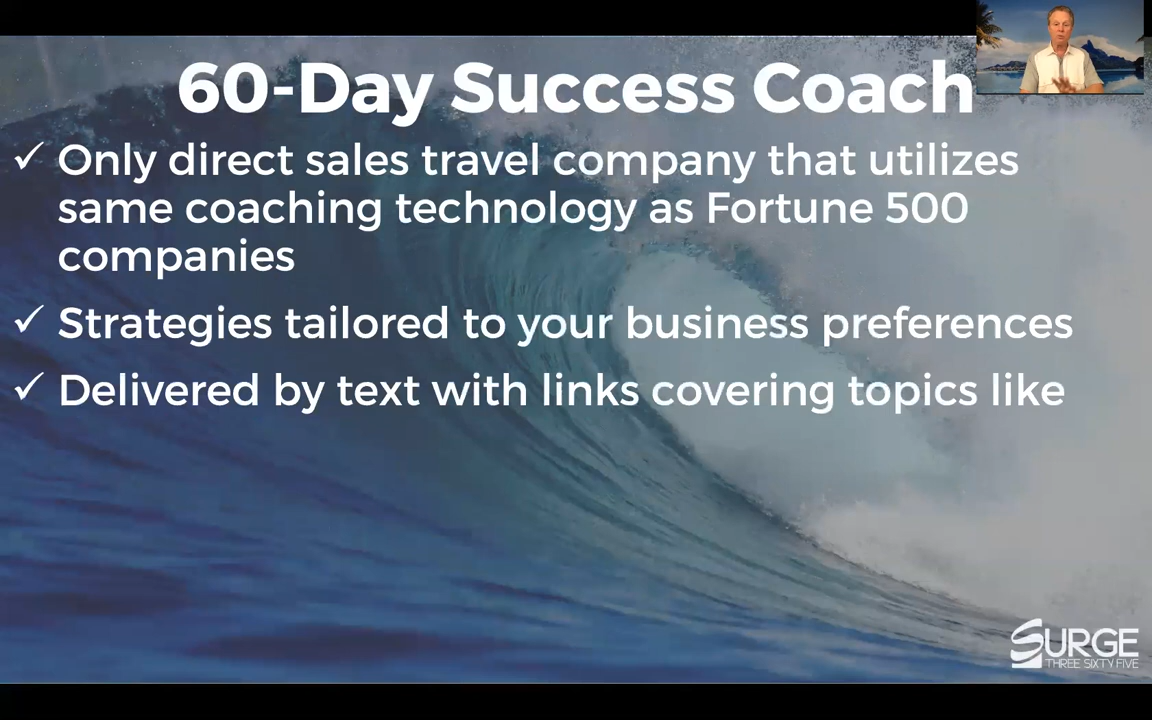 60-Day Success Coach
✓ Only direct sales travel company that utilizes
same coaching technology as Fortune 500
companies
✓ Strategies tailored to your business preferences
✓ Delivered by text with links covering topics like
SURGE
THREE SIXTY FIVE